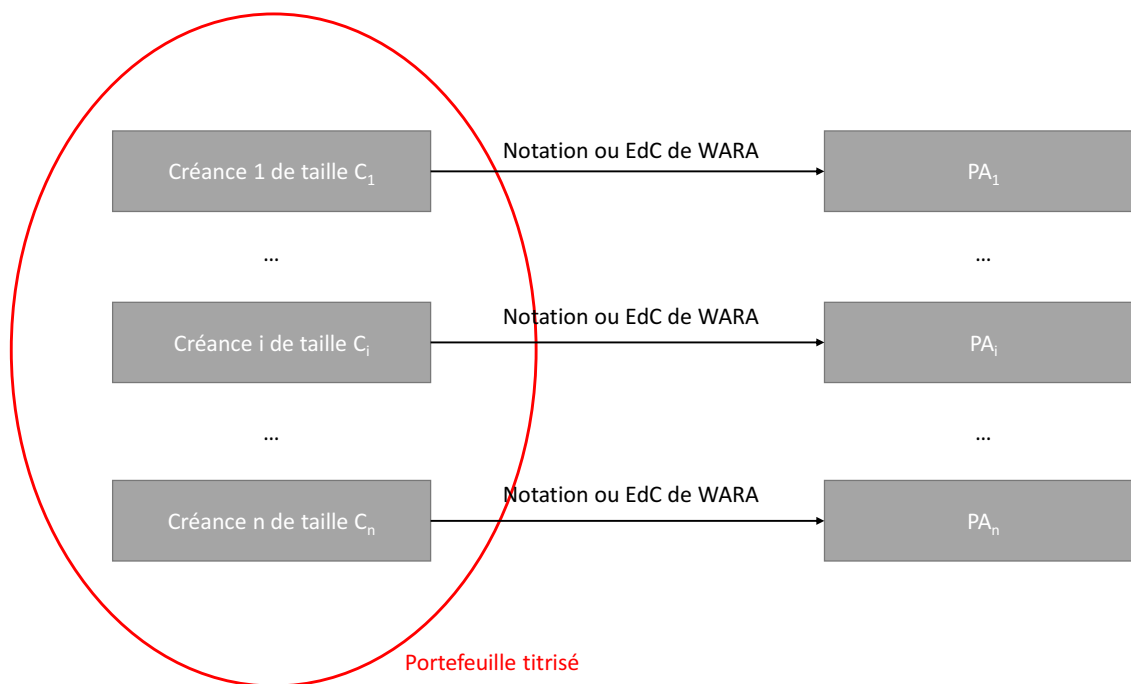 Créance 1 de taille C₁
Notation ou EdC de WARA
PA₁
...
...
Créance i de taille Cᵢ
Notation ou EdC de WARA
PAᵢ
...
...
Créance n de taille Cₙ
Notation ou EdC de WARA
PAₙ
Portefeuille titrisé